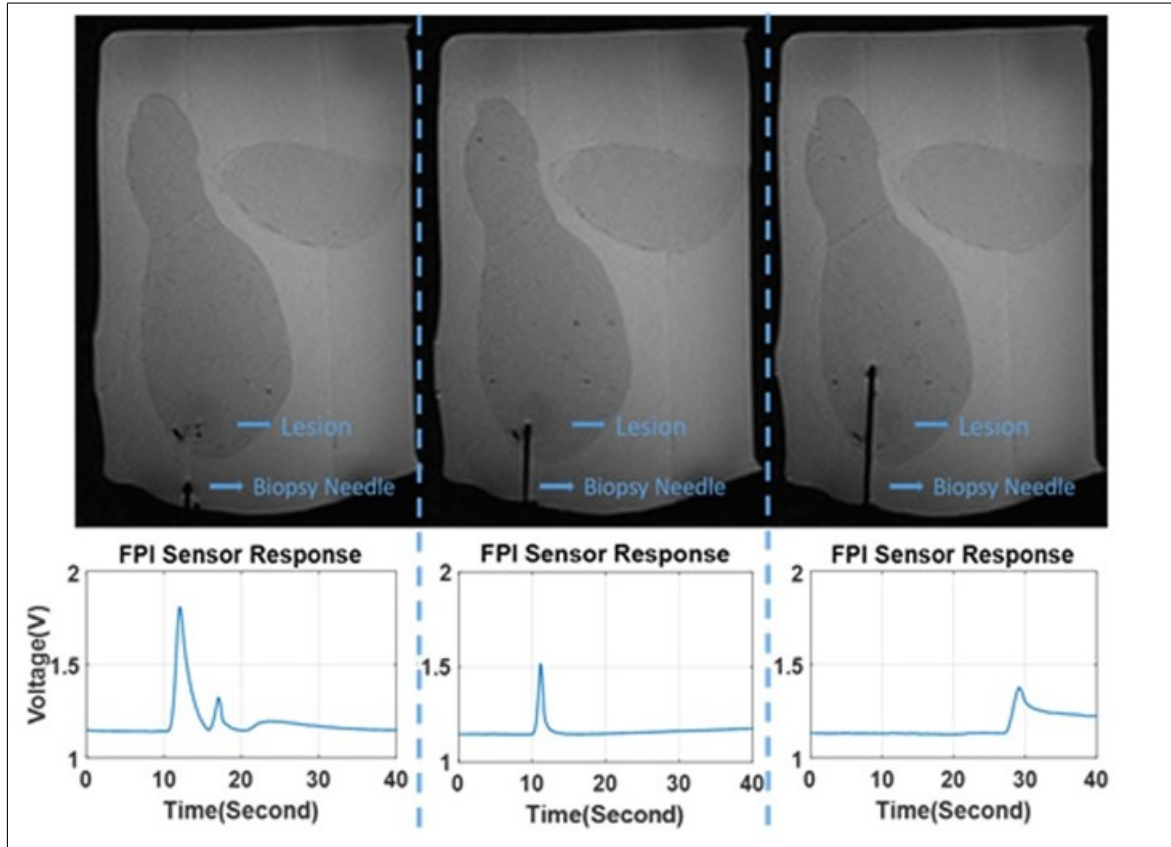 Lesion
Lesion
Lesion
Biopsy Needle
Biopsy Needle
Biopsy Needle
FPI Sensor Response
FPI Sensor Response
FPI Sensor Response
Voltage(V)
2
1.5
1
0 10 20 30 40
Time(Second)
2
1.5
1
0 10 20 30 40
Time(Second)
2
1.5
1
0 10 20 30 40
Time(Second)